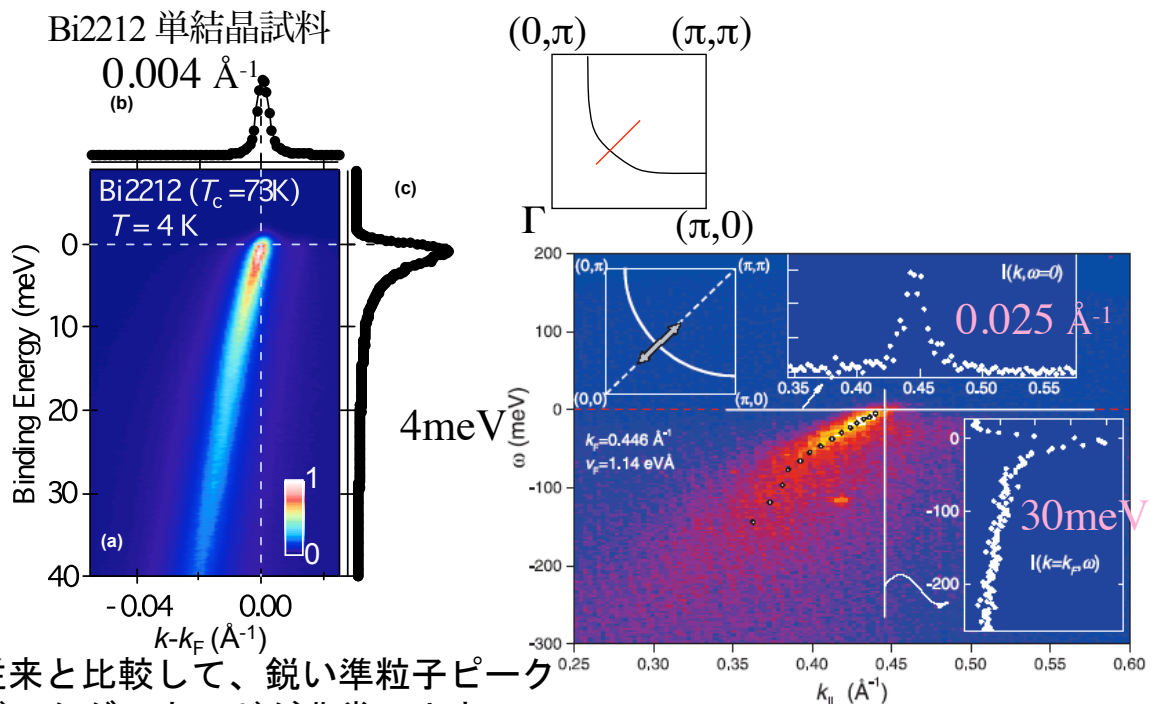 Bi2212 単結晶試料
0.004 Å-1
(b)
(0,π)
(π,π)
Γ
(π,0)
Bi2212 (Tc =73K)
T = 4 K
(c)
Binding Energy (meV)
0
10
20
30
40
1
0
(a)
4meV
-0.04
0.00
k-kF (Å-1)
200
100
0
-100
-200
-300
ω (meV)
(0,π)
(π,π)
(0,0)
(π,0)
I(k,ω=0)
0.025 Å-1
0.35
0.40
0.45
0.50
0.55
kF=0.446 Å-1
vF=1.14 eVÅ
0
-100
-200
30meV
I(k=kF,ω)
0.25
0.30
0.35
0.40
0.45
0.50
0.55
0.60
k|| (Å-1)
来と比較して、鋭い準粒子ピーク